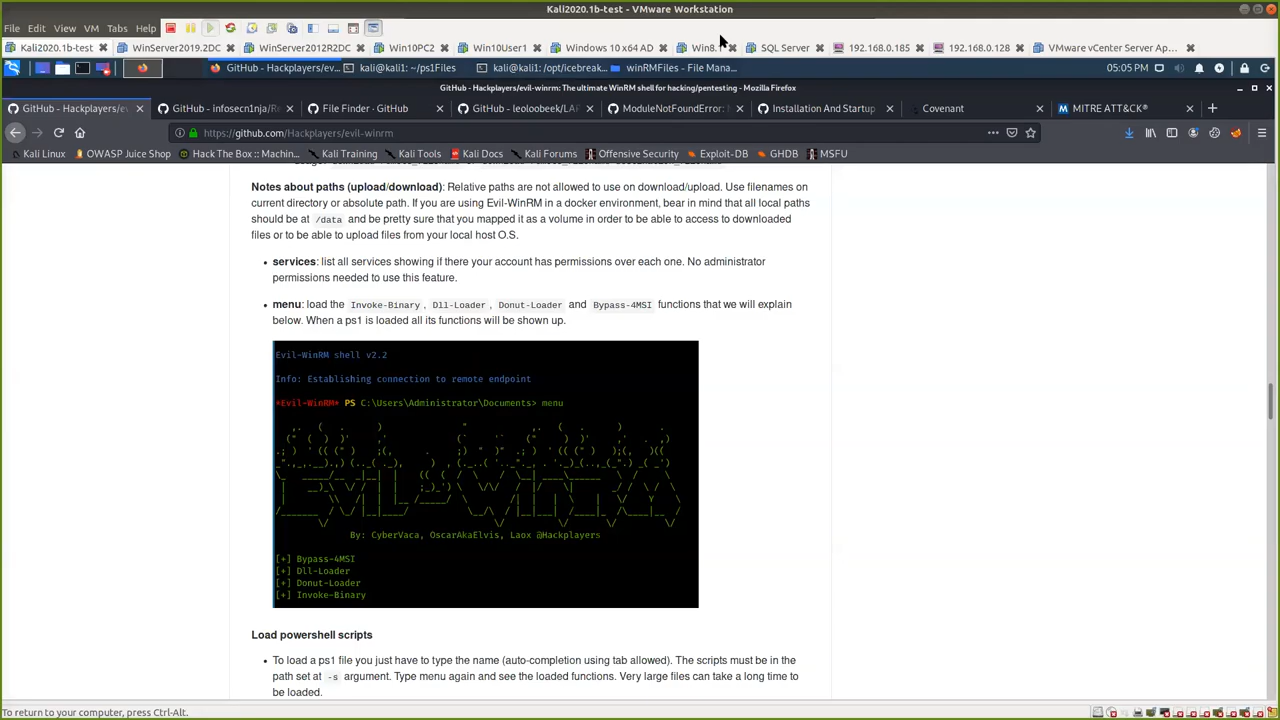 Kali2020.1b-test - VMware Workstation
File Edit View VM Tabs Help
Kali2020.1b-test WinServer2019.2DC WinServer2012R2DC Win10PC2 Win10User1 Windows 10 x64 AD Win8.1 SQL Server 192.168.0.185 192.168.0.128 VMware vCenter Server Ap...
GitHub - Hackplayers/ev... kali@kali: ~/ps1Files kali@kali: /opt/icebreak... winRMFiles - File Mana... 05:05 PM
GitHub - Hackplayers/evil-winrm: The ultimate WinRM shell for hacking/pentesting - Mozilla Firefox
GitHub - Hackplayers/ev GitHub - infosecn1nja/Re File Finder · GitHub GitHub - leoloobeek/LAP ModuleNotFoundError: N Installation And Startup Covenant MITRE ATT&CK®
https://github.com/Hackplayers/evil-winrm
Kali Linux OWASP Juice Shop Hack The Box :: Machin... Kali Training Kali Tools Kali Docs Kali Forums Offensive Security Exploit-DB GHDB MSFU
Notes about paths (upload/download): Relative paths are not allowed to use on download/upload. Use filenames on
current directory or absolute path. If you are using Evil-WinRM in a docker environment, bear in mind that all local paths
should be at /data and be pretty sure that you mapped it as a volume in order to be able to access to downloaded
files or to be able to upload files from your local host O.S.
• services: list all services showing if there your account has permissions over each one. No administrator
permissions needed to use this feature.
• menu: load the Invoke-Binary, Dll-Loader, Donut-Loader and Bypass-4MSI functions that we will explain
below. When a ps1 is loaded all its functions will be shown up.
Evil-WinRM shell v2.2
Info: Establishing connection to remote endpoint
*Evil-WinRM* PS C:\Users\Administrator\Documents> menu
By: CyberVaca, OscarAkaElvis, Laox @Hackplayers
[+] Bypass-4MSI
[+] Dll-Loader
[+] Donut-Loader
[+] Invoke-Binary
Load powershell scripts
• To load a ps1 file you just have to type the name (auto-completion using tab allowed). The scripts must be in the
path set at -s argument. Type menu again and see the loaded functions. Very large files can take a long time to
be loaded.
To return to your computer, press Ctrl-Alt.